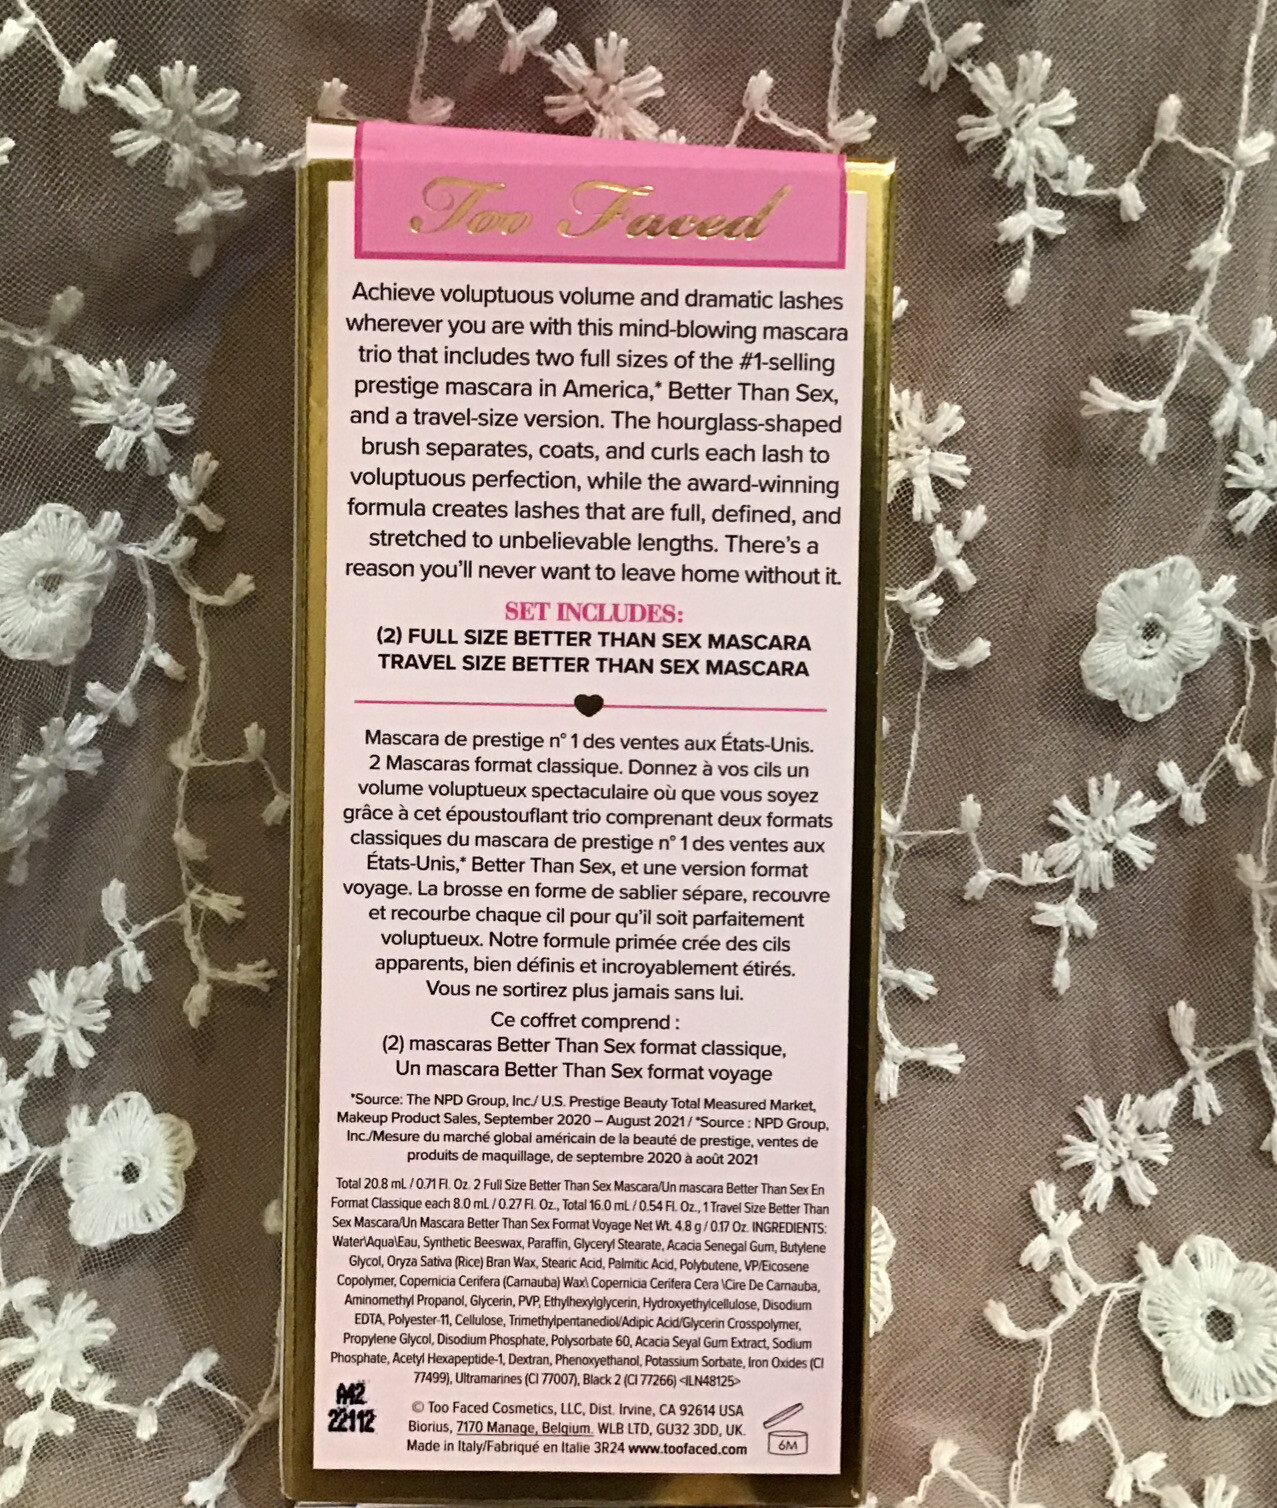 Too Faced
Achieve voluptuous volume and dramatic lashes
wherever you are with this mind-blowing mascara
trio that includes two full sizes of the #1-selling
prestige mascara in America,* Better Than Sex,
and a travel-size version. The hourglass-shaped
brush separates, coats, and curls each lash to
voluptuous perfection, while the award-winning
formula creates lashes that are full, defined, and
stretched to unbelievable lengths. There's a
reason you'll never want to leave home without it.
SET INCLUDES:
(2) FULL SIZE BETTER THAN SEX MASCARA
TRAVEL SIZE BETTER THAN SEX MASCARA
Mascara de prestige n° 1 des ventes aux États-Unis.
2 Mascaras format classique. Donnez à vos cils un
volume voluptueux spectaculaire où que vous soyez
grâce à cet époustouflant trio comprenant deux formats
classiques du mascara de prestige n° 1 des ventes aux
États-Unis,* Better Than Sex, et une version format
voyage. La brosse en forme de sablier sépare, recouvre
et recourbe chaque cil pour qu'il soit parfaitement
voluptueux. Notre formule primée crée des cils
apparents, bien définis et incroyablement étirés.
Vous ne sortirez plus jamais sans lui.
Ce coffret comprend :
(2) mascaras Better Than Sex format classique,
Un mascara Better Than Sex format voyage
*Source: The NPD Group, Inc./ U.S. Prestige Beauty Total Measured Market,
Makeup Product Sales, September 2020 – August 2021 / *Source : NPD Group,
Inc./Mesure du marché global américain de la beauté de prestige, ventes de
produits de maquillage, de septembre 2020 à août 2021
Total 20.8 mL / 0.71 Fl. Oz. 2 Full Size Better Than Sex Mascara/Un mascara Better Than Sex En
Format Classique each 8.0 mL / 0.27 Fl. Oz., Total 16.0 mL / 0.54 Fl. Oz., 1 Travel Size Better Than
Sex Mascara/Un Mascara Better Than Sex Format Voyage Net Wt. 4.8 g / 0.17 Oz. INGREDIENTS:
Water\Aqua\Eau, Synthetic Beeswax, Paraffin, Glyceryl Stearate, Acacia Senegal Gum, Butylene
Glycol, Oryza Sativa (Rice) Bran Wax, Stearic Acid, Palmitic Acid, Polybutene, VP/Eicosene
Copolymer, Copernicia Cerifera (Carnauba) Wax\ Copernicia Cerifera Cera \Cire De Carnauba,
Aminomethyl Propanol, Glycerin, PVP, Ethylhexylglycerin, Hydroxyethylcellulose, Disodium
EDTA, Polyester-11, Cellulose, Trimethylpentanediol/Adipic Acid/Glycerin Crosspolymer,
Propylene Glycol, Disodium Phosphate, Polysorbate 60, Acacia Seyal Gum Extract, Sodium
Phosphate, Acetyl Hexapeptide-1, Dextran, Phenoxyethanol, Potassium Sorbate, Iron Oxides (CI
77499), Ultramarines (CI 77007), Black 2 (CI 77266) <ILN48125>
A42
22112
© Too Faced Cosmetics, LLC, Dist. Irvine, CA 92614 USA
Biorius, 7170 Manage, Belgium. WLB LTD, GU32 3DD, UK.
Made in Italy/Fabriqué en Italie 3R24 www.toofaced.com
6M